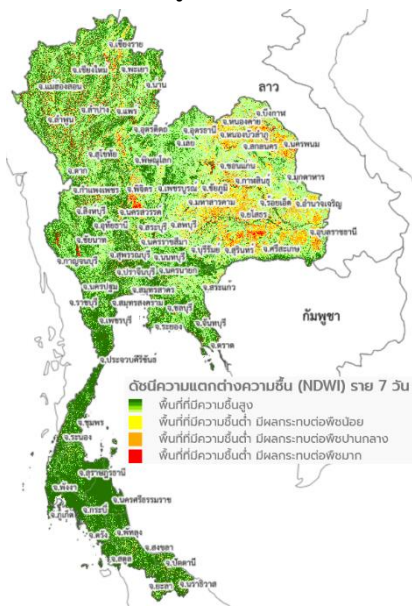 จ.เชียงราย
จ.เชียงใหม่
จ.พะเยา
จ.แม่ฮ่องสอน
จ.น่าน
จ.ลำปาง
จ.แพร่
จ.ลำพูน
ลาว
จ.บึงกาฬ
จ.หนองคาย
จ.อุตรดิตถ์
จ.อุดรธานี
จ.หนองบัวลำภู
จ.เลย
จ.สกลนคร
จ.นครพนม
จ.สุโขทัย
จ.พิษณุโลก
จ.ตาก
จ.ขอนแก่น
จ.มุกดาหาร
จ.กำแพงเพชร
จ.พิจิตร
จ.เพชรบูรณ์
จ.ชัยภูมิ
จ.กาฬสินธุ์
จ.มหาสารคาม
จ.ร้อยเอ็ด
จ.อำนาจเจริญ
จ.สิงห์บุรี
จ.นครสวรรค์
จ.ยโสธร
จ.อุทัยธานี
จ.สระบุรี
จ.ลพบุรี
จ.อุบลราชธานี
จ.ชัยนาท
จ.นครราชสีมา
จ.บุรีรัมย์
จ.สุรินทร์
จ.ศรีสะเกษ
จ.สุพรรณบุรี
จ.นนทบุรี
จ.กาญจนบุรี
จ.ปราจีนบุรี
จ.นครนายก
จ.นครปฐม
จ.สมุทรสาคร
จ.สระแก้ว
จ.ราชบุรี
จ.สมุทรสงคราม
จ.ชลบุรี
จ.เพชรบุรี
จ.ระยอง
จ.จันทบุรี
กัมพูชา
จ.ตราด
จ.ประจวบคีรีขันธ์
ดัชนีความแตกต่างความชื้น (NDWI) ราย 7 วัน
พื้นที่ที่มีความชื้นสูง
พื้นที่ที่มีความชื้นต่ำ มีผลกระทบต่อพืชน้อย
พื้นที่ที่มีความชื้นต่ำ มีผลกระทบต่อพืชปานกลาง
พื้นที่ที่มีความชื้นต่ำ มีผลกระทบต่อพืชมาก
จ.ชุมพร
จ.ระนอง
จ.สุราษฎร์ธานี
จ.พังงา
จ.นครศรีธรรมราช
จ.กระบี่
จ.ภูเก็ต
จ.ตรัง
จ.พัทลุง
จ.สงขลา
จ.สตูล
จ.ปัตตานี
จ.ยะลา
จ.นราธิวาส